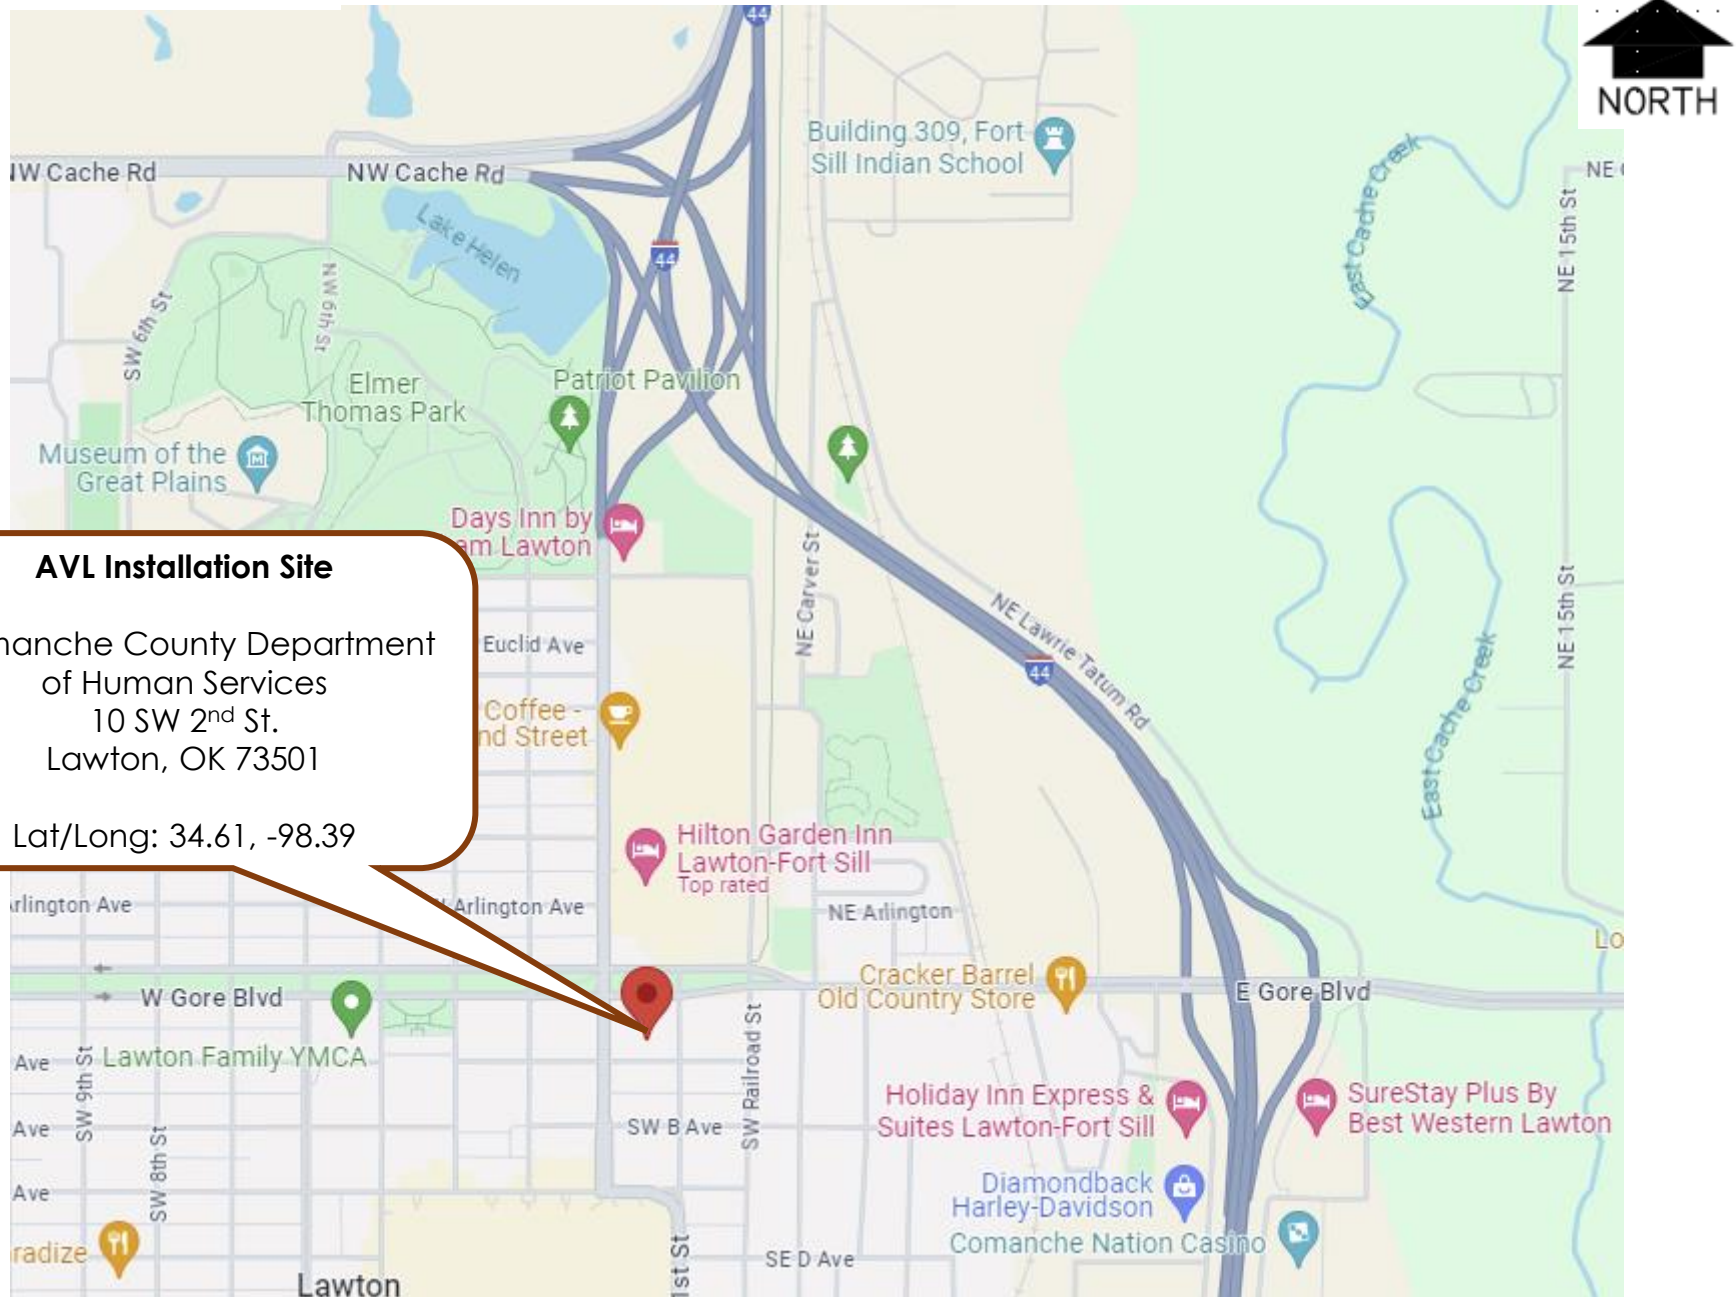 44
NORTH
Building 309, Fort
Sill Indian School
NW Cache Rd
NW Cache Rd
NE
East Cache Creek
NE 15th St
Lake Helen
44
NW 6th St
SW 6th St
Elmer
Thomas Park
Patriot Pavilion
Museum of the
Great Plains
Days Inn by
am Lawton
NE Carver St
AVL Installation Site
manche County Department
of Human Services
10 SW 2nd St.
Lawton, OK 73501
Lat/Long: 34.61, -98.39
Euclid Ave
NE Lawrie Tatum Rd
44
NE 15th St
East Cache Creek
Coffee -
nd Street
Hilton Garden Inn
Lawton-Fort Sill
Top rated
rlington Ave
Arlington Ave
NE Arlington
Lo
Cracker Barrel
Old Country Store
W Gore Blvd
E Gore Blvd
Lawton Family YMCA
Ave
SW 9th St
SW Railroad St
Holiday Inn Express &
Suites Lawton-Fort Sill
SureStay Plus By
Best Western Lawton
Ave
SW B Ave
SW 8th St
Ave
Diamondback
Harley-Davidson
Comanche Nation Casino
radize
1st St
SE D Ave
Lawton